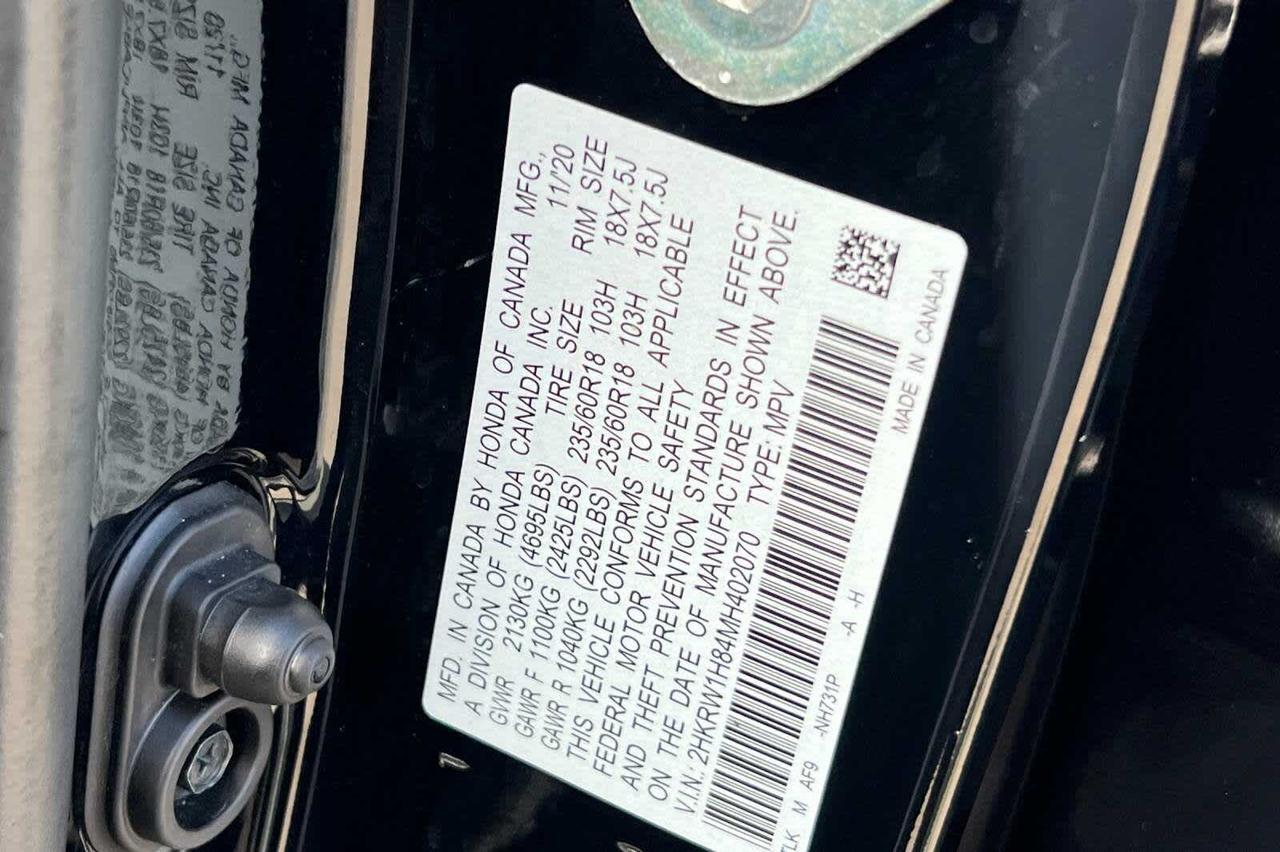 MFD. IN CANADA BY HONDA OF CANADA MFG.,
A DIVISION OF HONDA CANADA INC. 11/20
GVWR 2130KG (4695LBS) TIRE SIZE RIM SIZE
GAWR F 1100KG (2425LBS) 235/60R18 103H 18X7.5J
GAWR R 1040KG (2292LBS) 235/60R18 103H 18X7.5J
THIS VEHICLE CONFORMS TO ALL APPLICABLE
FEDERAL MOTOR VEHICLE SAFETY
AND THEFT PREVENTION STANDARDS IN EFFECT
ON THE DATE OF MANUFACTURE SHOWN ABOVE.
V.I.N.: 2HKRW1H84MH402070 TYPE: MPV
TLK M AF9 -NH731P -A -H MADE IN CANADA